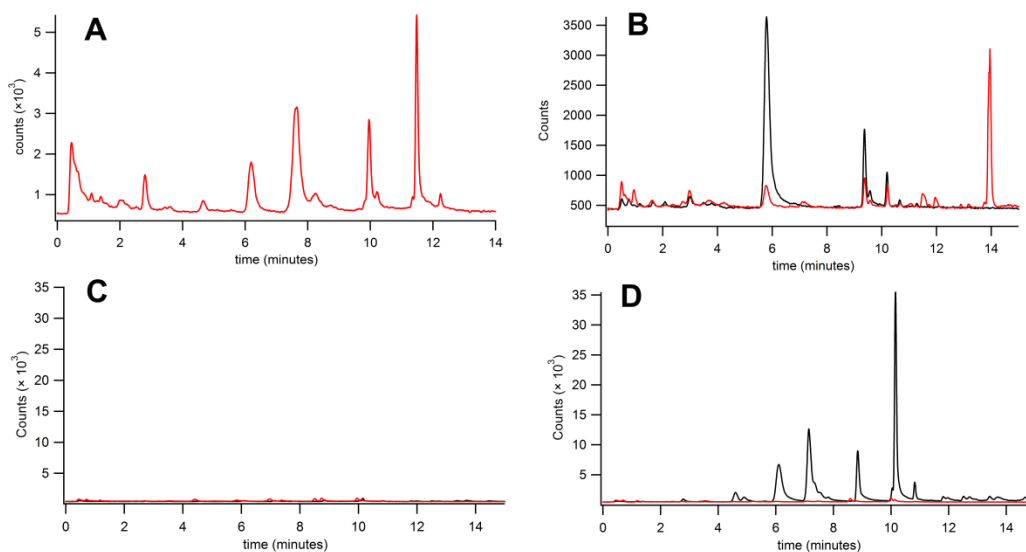 A
counts (×10³)
5
4
3
2
1
0 2 4 6 8 10 12 14
time (minutes)
B
Counts
3500
3000
2500
2000
1500
1000
500
0 2 4 6 8 10 12 14
time (minutes)
C
Counts (× 10³)
35
30
25
20
15
10
5
0 2 4 6 8 10 12 14
time (minutes)
D
Counts (× 10³)
35
30
25
20
15
10
5
0 2 4 6 8 10 12 14
time (minutes)